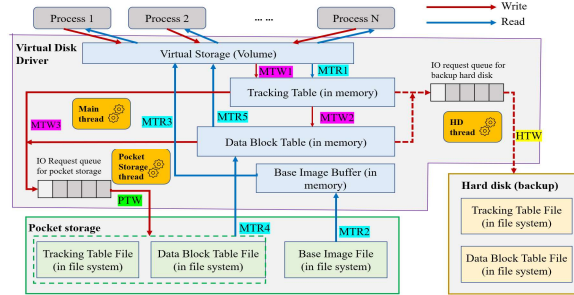 Process 1
Process 2
... ...
Process N
Write
Read
Virtual Disk
Driver
Virtual Storage (Volume)
MTW1
MTR1
IO request queue for
backup hard disk
Tracking Table (in memory)
Main
thread
MTW3
MTR3
MTR5
MTW2
HD
thread
HTW
Data Block Table (in memory)
IO Request queue
for pocket storage
Pocket
Storage
thread
Base Image Buffer (in
memory)
PTW
Hard disk (backup)
MTR4
MTR2
Pocket storage
Tracking Table File
(in file system)
Data Block Table File
(in file system)
Base Image File
(in file system)
Tracking Table File
(in file system)
Data Block Table File
(in file system)